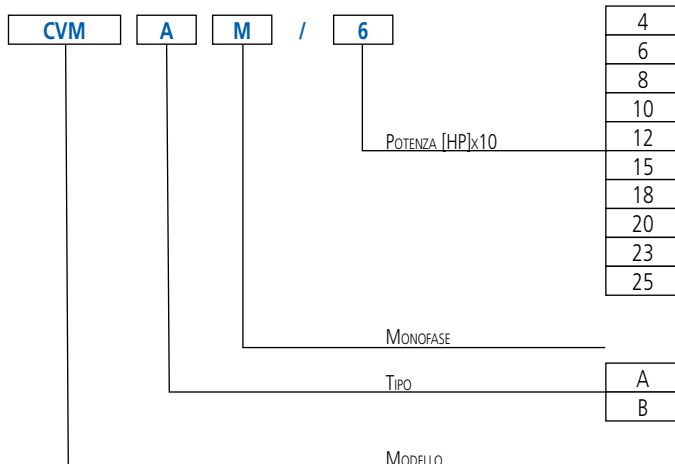 CVM A M / 6
4
6
8
10
POTENZA [HP]X10 12
15
18
20
23
25
MONOFASE
TIPO A
B
MODELLO